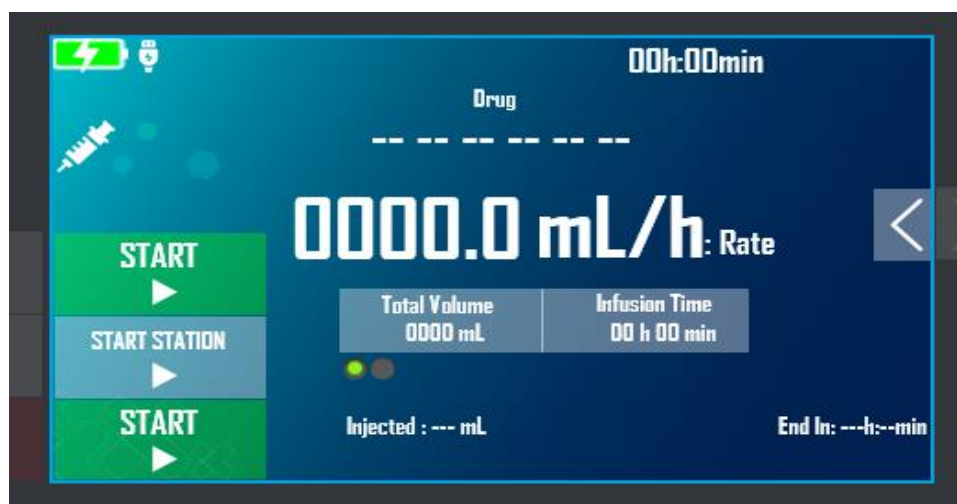 00h:00min
Drug
-- -- -- -- -- --
0000.0 mL/h: Rate
START
Total Volume
0000 mL
Infusion Time
00 h 00 min
START STATION
START
Injected : --- mL
End In: ---h:--min